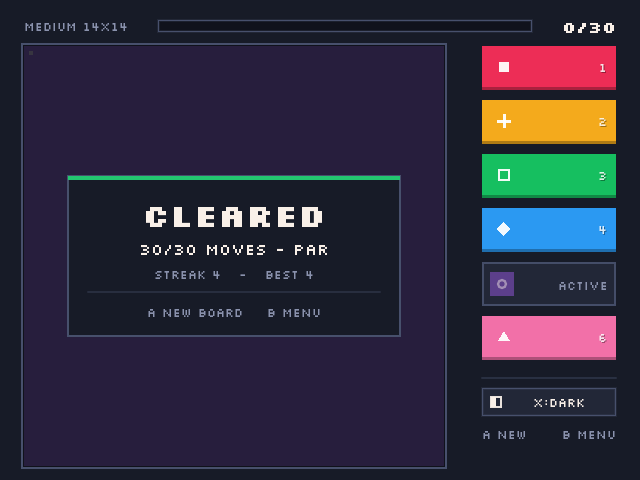 MEDIUM 14X14
0/30
1
2
3
4
ACTIVE
6
CLEARED
30/30 MOVES - PAR
STREAK 4 - BEST 4
A NEW BOARD B MENU
X:DARK
A NEW B MENU